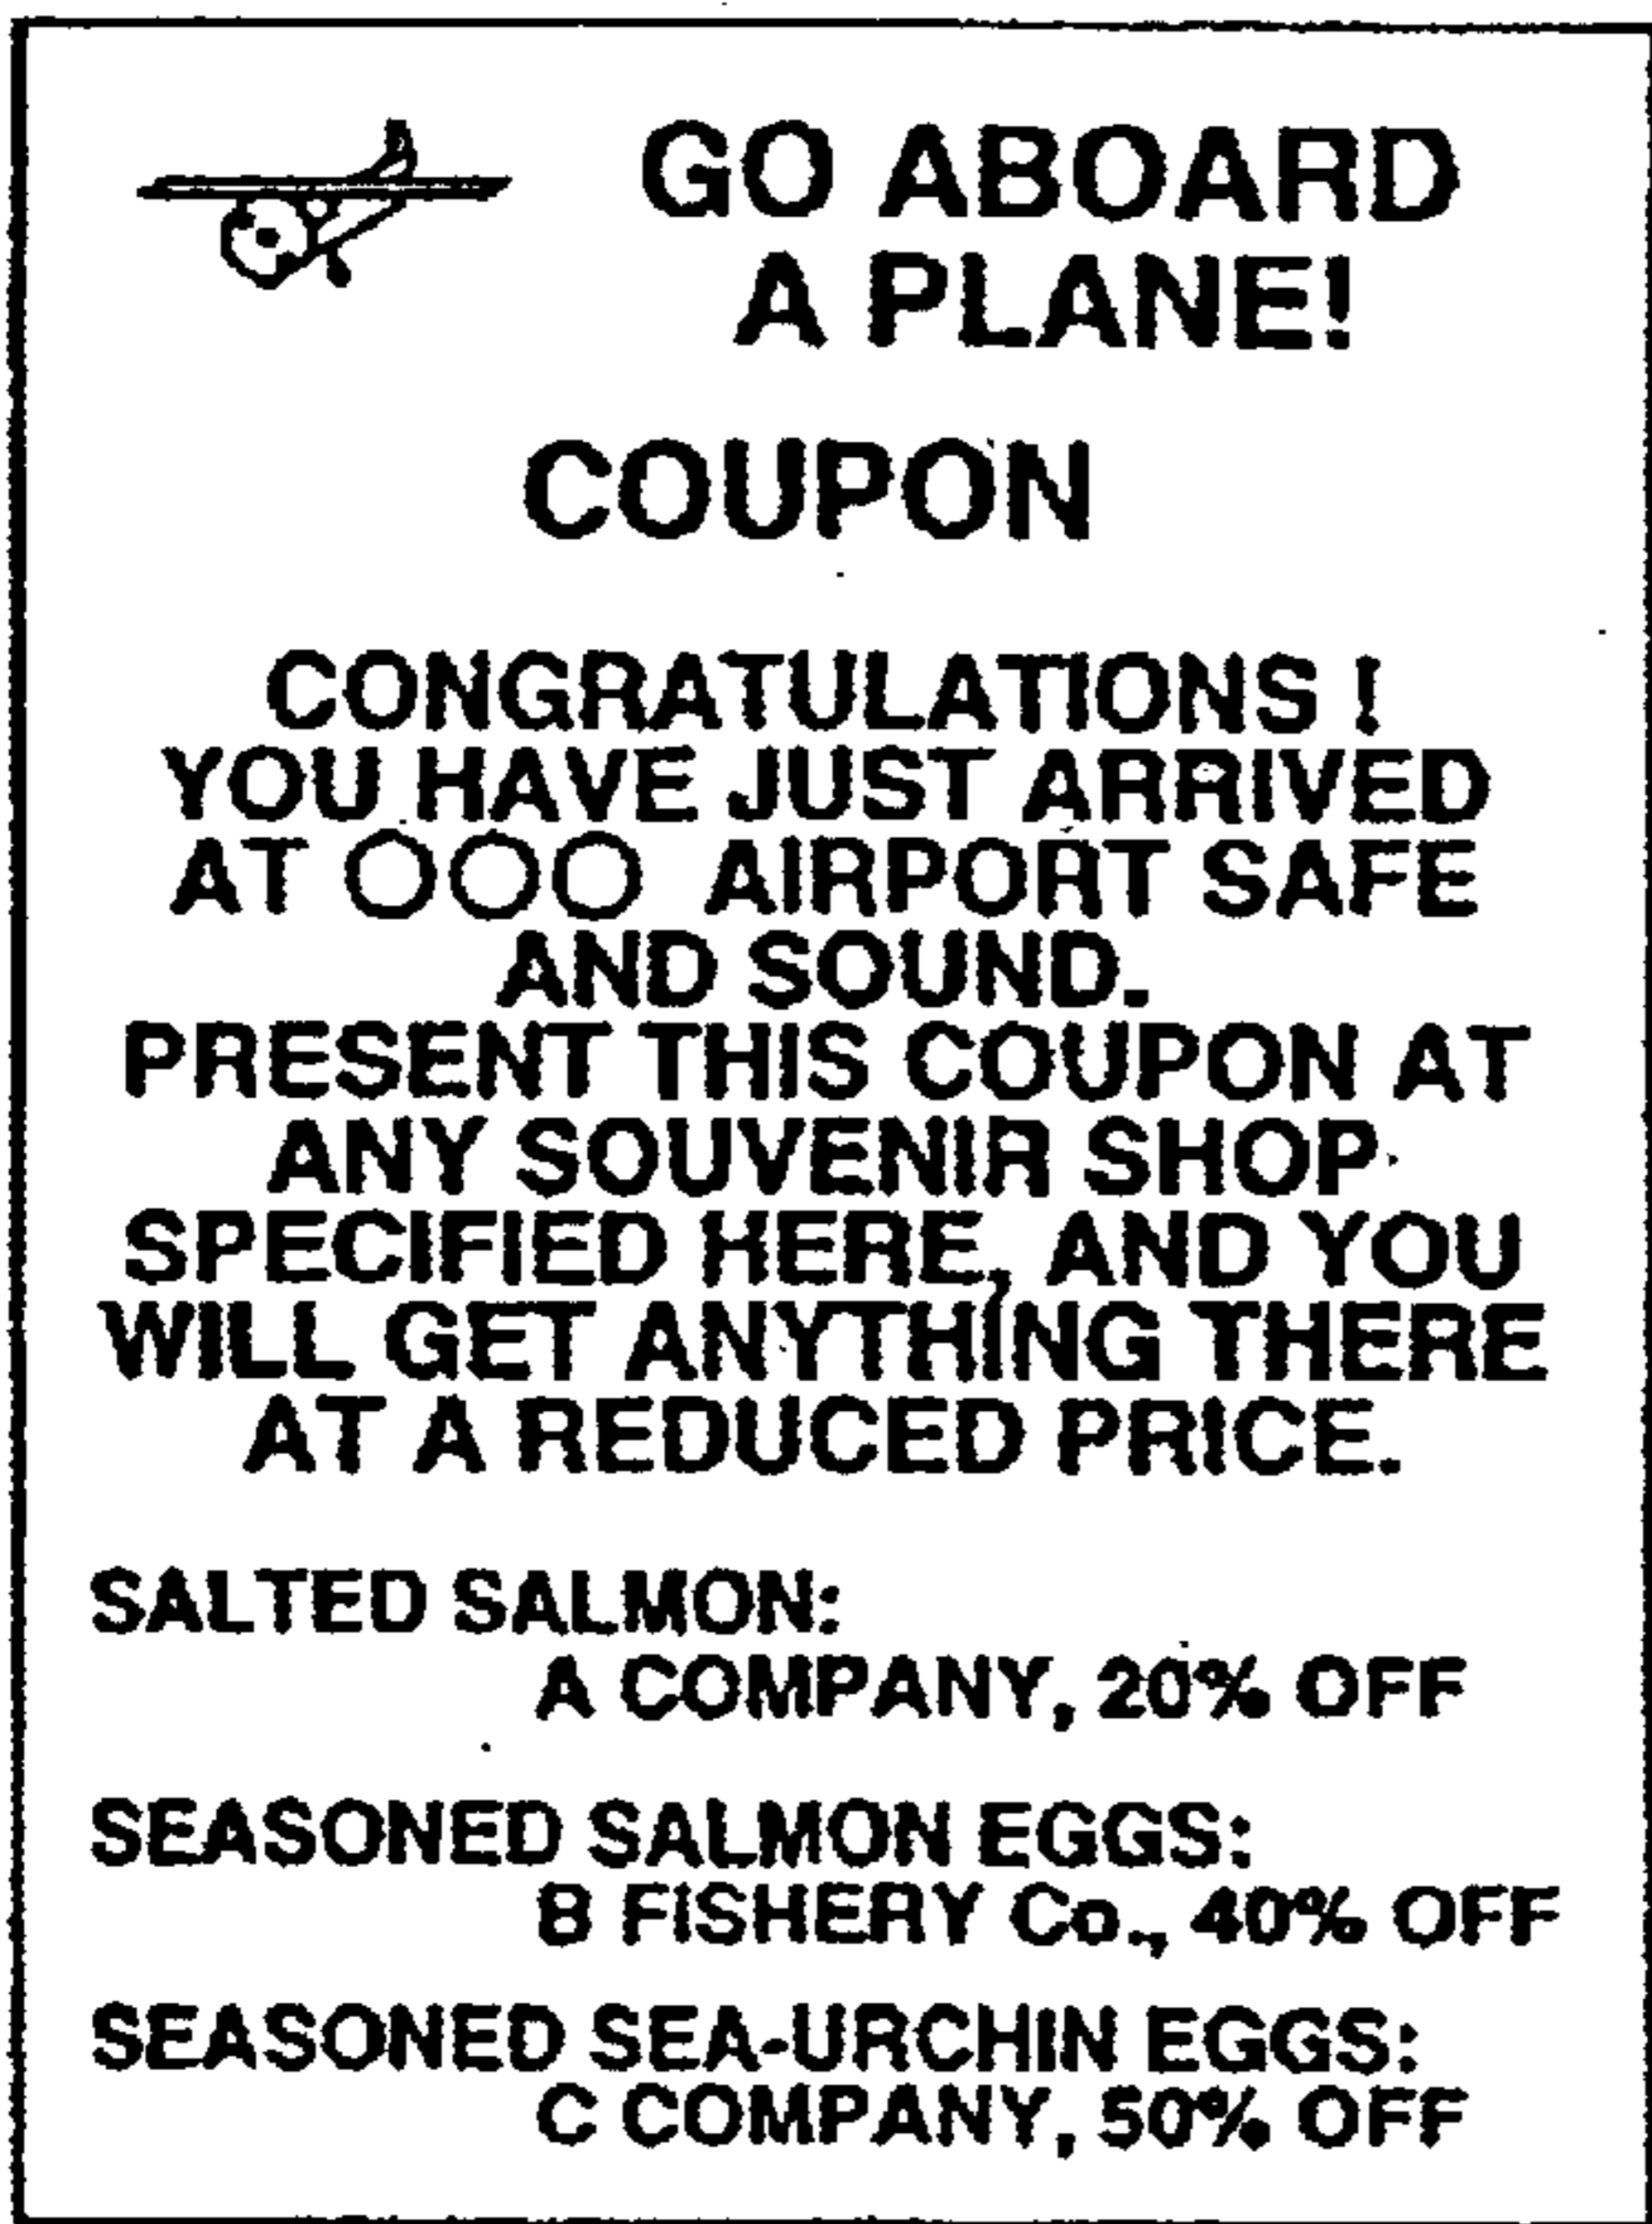 GO ABOARD
A PLANE!
COUPON
CONGRATULATIONS !
YOU HAVE JUST ARRIVED
AT ○○○ AIRPORT SAFE
AND SOUND.
PRESENT THIS COUPON AT
ANY SOUVENIR SHOP
SPECIFIED HERE, AND YOU
WILL GET ANYTHING THERE
AT A REDUCED PRICE.
SALTED SALMON:
A COMPANY, 20% OFF
SEASONED SALMON EGGS:
B FISHERY Co., 40% OFF
SEASONED SEA-URCHIN EGGS:
C COMPANY, 50% OFF